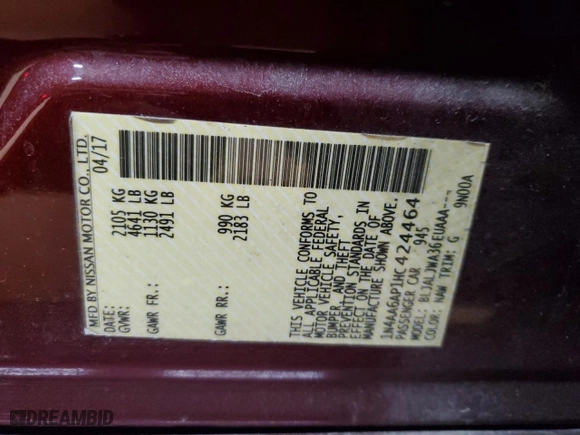 MFD BY NISSAN MOTOR CO., LTD.
04/17
GVWR: 2105 KG
4641 LB
GAWR FR: 1130 KG
2491 LB
GAWR RR: 990 KG
2183 LB
THIS VEHICLE CONFORMS TO
ALL APPLICABLE FEDERAL
MOTOR VEHICLE SAFETY,
BUMPER, AND THEFT
PREVENTION STANDARDS IN
EFFECT ON THE DATE OF
MANUFACTURE SHOWN ABOVE.
1N4AA6AP1HC424464
PASSENGER CAR 945
MODEL: BLJALJWA36EUAAA---
COLOR: NAW TRIM: G 9N00A
DREAMBID